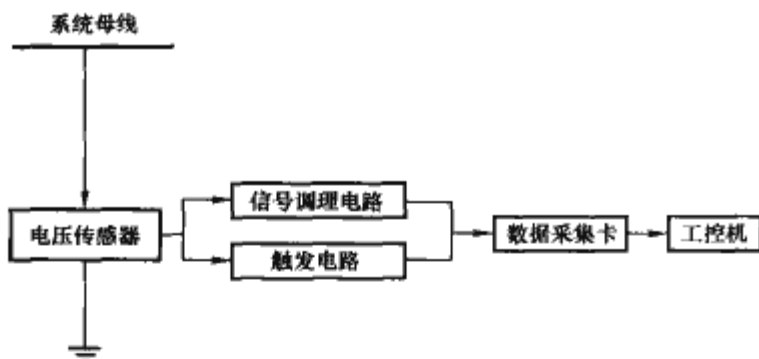 系统母线
信号调理电路
电压传感器
数据采集卡
工控机
触发电路